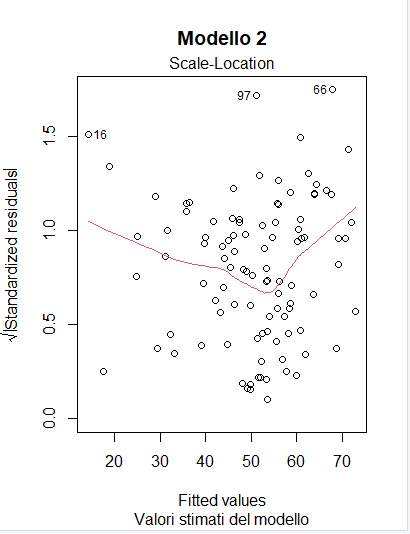 Modello 2
Scale-Location
√|Standardized residuals|
0.0 0.5 1.0 1.5
97
66
16
20 30 40 50 60 70
Fitted values
Valori stimati del modello